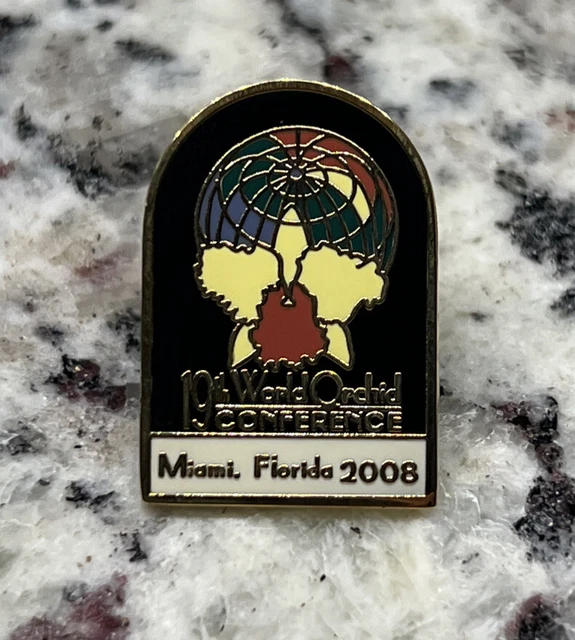 19th World Orchid
CONFERENCE
Miami, Florida 2008